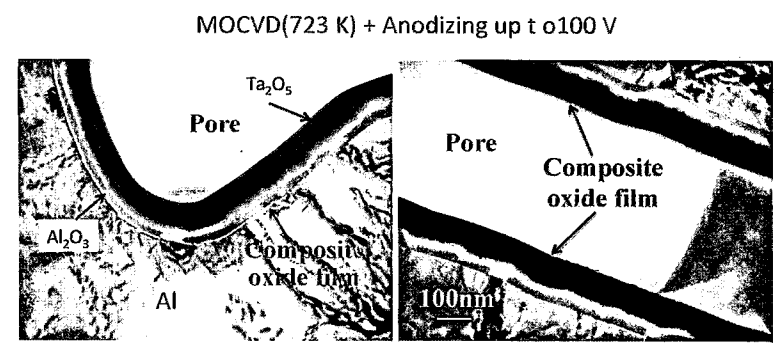 MOCVD(723 K) + Anodizing up t o100 V
Ta2O5
Pore
Al2O3
Composite
oxide film
Al
Pore
Composite
oxide film
100nm